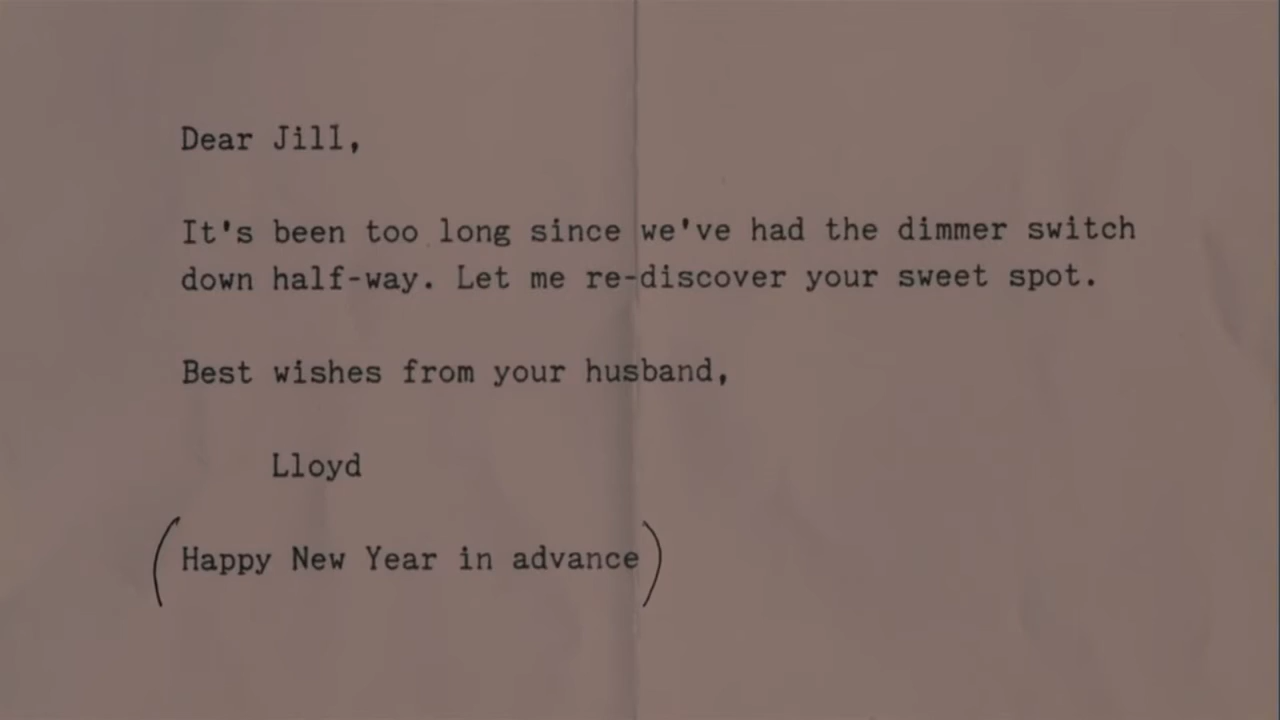 Dear Jill,
It's been too long since we've had the dimmer switch
down half-way. Let me re-discover your sweet spot.
Best wishes from your husband,
Lloyd
(Happy New Year in advance)